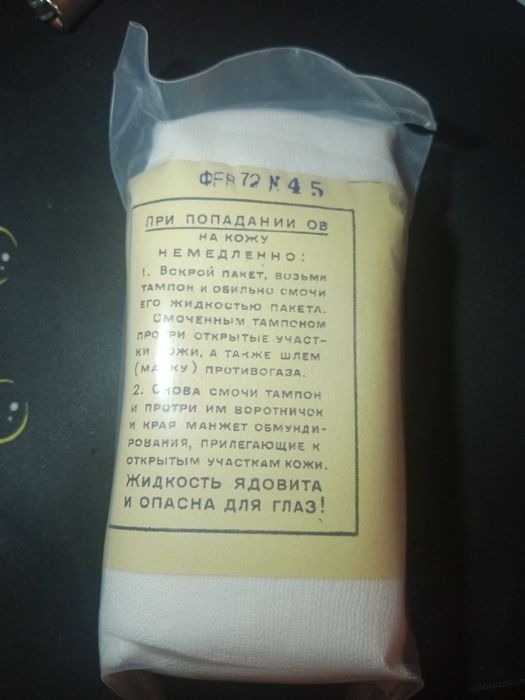 ФЕВ 72 N 45
ПРИ ПОПАДАНИИ ОВ
НА КОЖУ
НЕМЕДЛЕННО:
1. ВСКРОЙ ПАКЕТ, ВОЗЬМИ
ТАМПОН И ОБИЛЬНО СМОЧИ
ЕГО ЖИДКОСТЬЮ ПАКЕТА.
СМОЧЕННЫМ ТАМПОНОМ
ПРОТРИ ОТКРЫТЫЕ УЧАСТ-
КИ КОЖИ, А ТАКЖЕ ШЛЕМ
(МАСКУ) ПРОТИВОГАЗА.
2. СНОВА СМОЧИ ТАМПОН
И ПРОТРИ ИМ ВОРОТНИЧОК
И КРАЯ МАНЖЕТ ОБМУНДИ-
РОВАНИЯ, ПРИЛЕГАЮЩИЕ К
ОТКРЫТЫМ УЧАСТКАМ КОЖИ.
ЖИДКОСТЬ ЯДОВИТА
И ОПАСНА ДЛЯ ГЛАЗ!